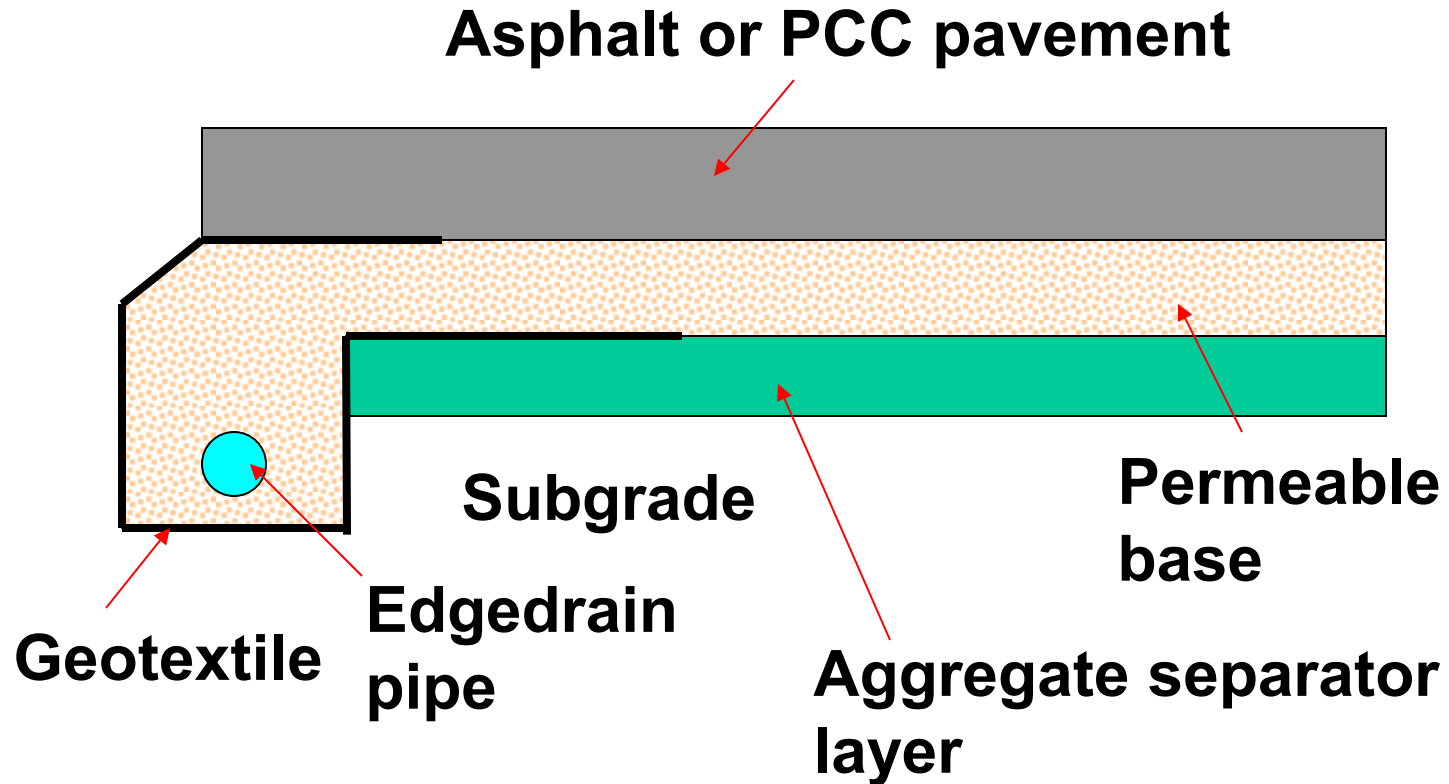 Asphalt or PCC pavement
Subgrade
Permeable
base
Edgedrain
pipe
Geotextile
Aggregate separator
layer